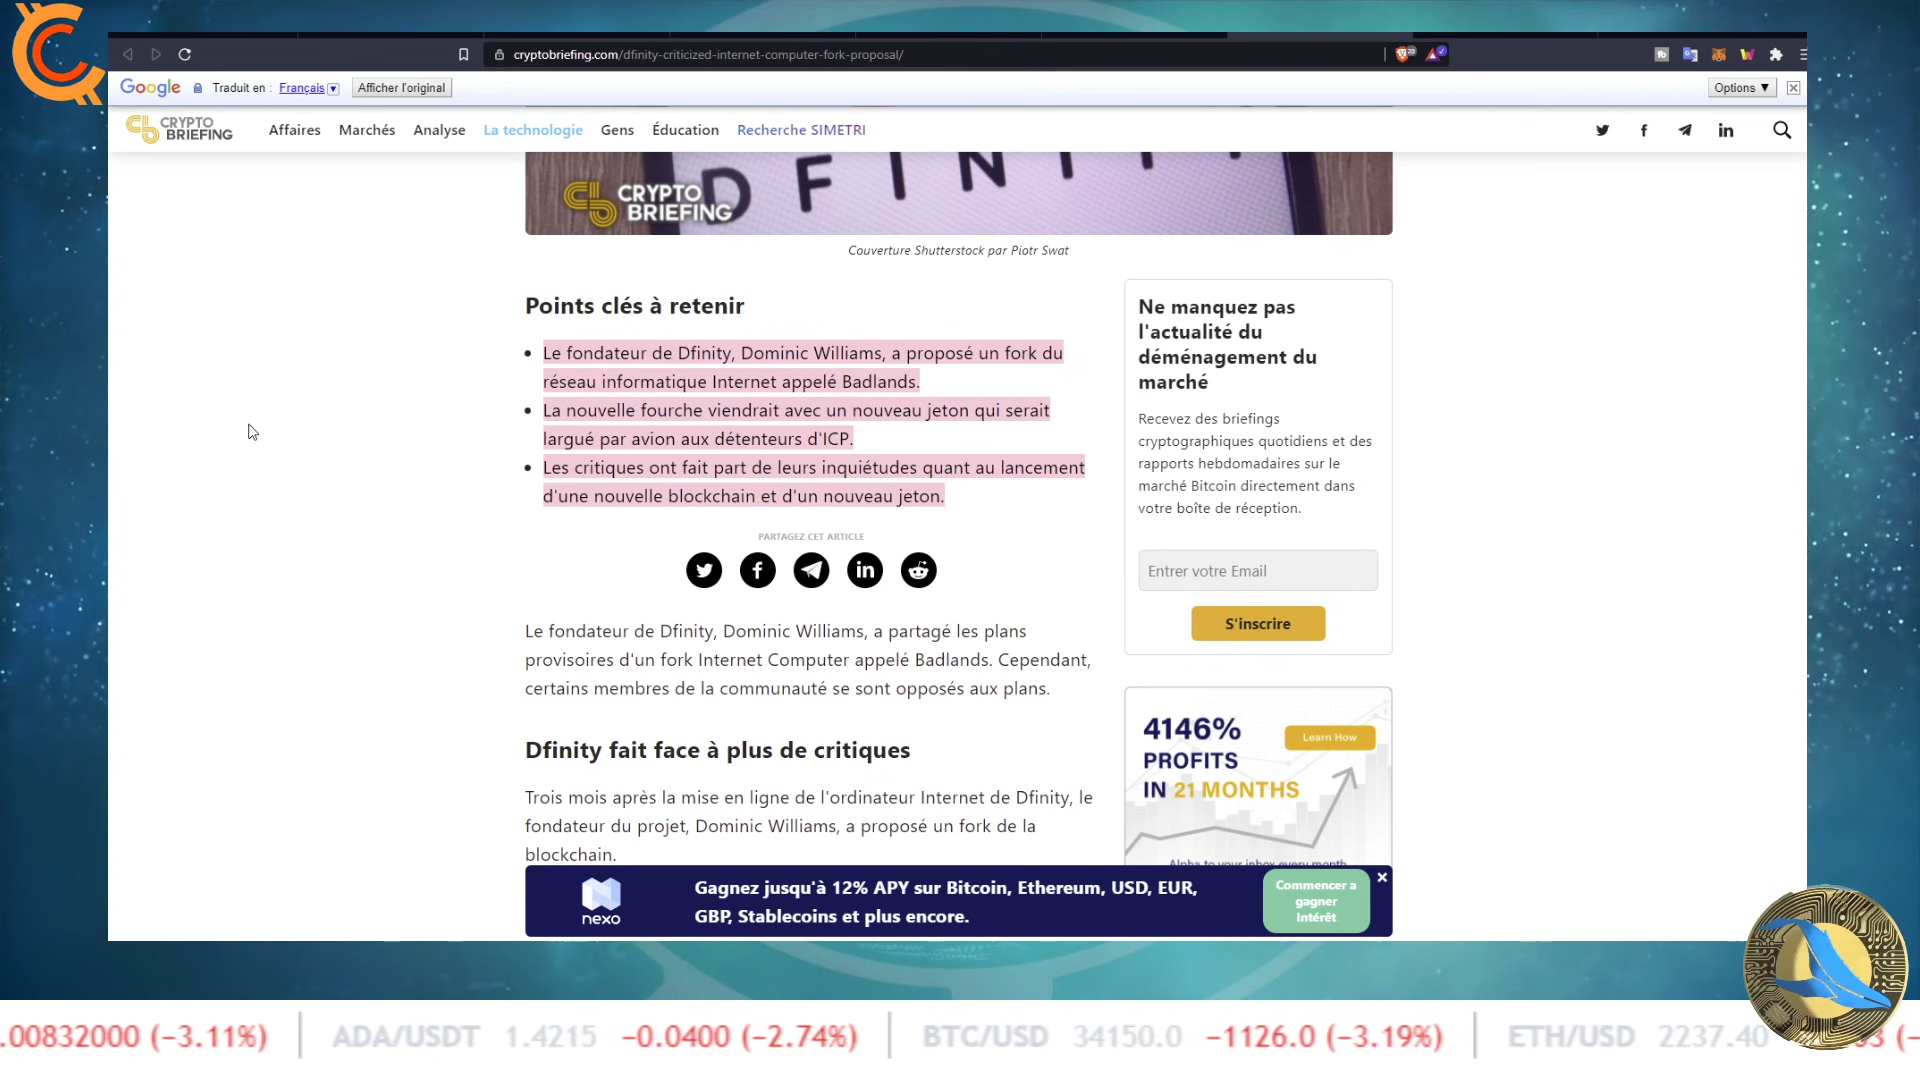 cryptobriefing.com/dfinity-criticized-internet-computer-fork-proposal/
Google Traduit en : Français Afficher l'original Options ▼
CRYPTO BRIEFING
Affaires Marchés Analyse La technologie Gens Éducation Recherche SIMETRI
DFINITY
CRYPTO BRIEFING
Couverture Shutterstock par Piotr Swat
Points clés à retenir
Le fondateur de Dfinity, Dominic Williams, a proposé un fork du
réseau informatique Internet appelé Badlands.
La nouvelle fourche viendrait avec un nouveau jeton qui serait
largué par avion aux détenteurs d'ICP.
Les critiques ont fait part de leurs inquiétudes quant au lancement
d'une nouvelle blockchain et d'un nouveau jeton.
PARTAGEZ CET ARTICLE
Le fondateur de Dfinity, Dominic Williams, a partagé les plans
provisoires d'un fork Internet Computer appelé Badlands. Cependant,
certains membres de la communauté se sont opposés aux plans.
Dfinity fait face à plus de critiques
Trois mois après la mise en ligne de l'ordinateur Internet de Dfinity, le
fondateur du projet, Dominic Williams, a proposé un fork de la
blockchain.
Ne manquez pas
l'actualité du
déménagement du
marché
Recevez des briefings
cryptographiques quotidiens et des
rapports hebdomadaires sur le
marché Bitcoin directement dans
votre boîte de réception.
Entrer votre Email
S'inscrire
4146%
PROFITS
IN 21 MONTHS
Learn How
Alpha to your inbox every month
nexo
Gagnez jusqu'à 12% APY sur Bitcoin, Ethereum, USD, EUR,
GBP, Stablecoins et plus encore.
Commencer a
gagner
Intérêt
.00832000 (−3.11%) ADA/USDT 1.4215 −0.0400 (−2.74%) BTC/USD 34150.0 −1126.0 (−3.19%) ETH/USD 2237.40